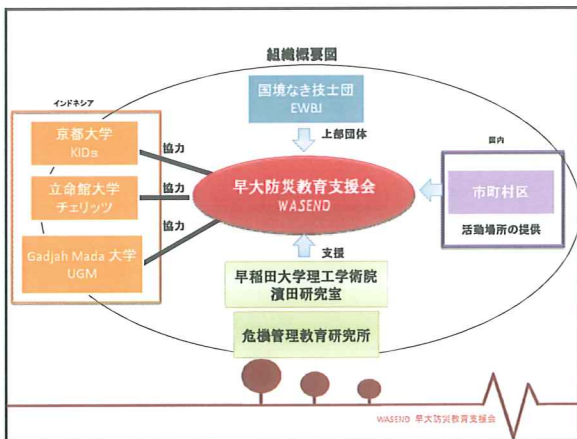 組織概要図
国境なき技士団
EWBJ
上部団体
インドネシア
京都大学
KIDs
協力
立命館大学
チェリッツ
協力
Gadjah Mada 大学
UGM
協力
早大防災教育支援会
WASEND
国内
市町村区
活動場所の提供
支援
早稲田大学理工学術院
濱田研究室
危機管理教育研究所
WASEND 早大防災教育支援会